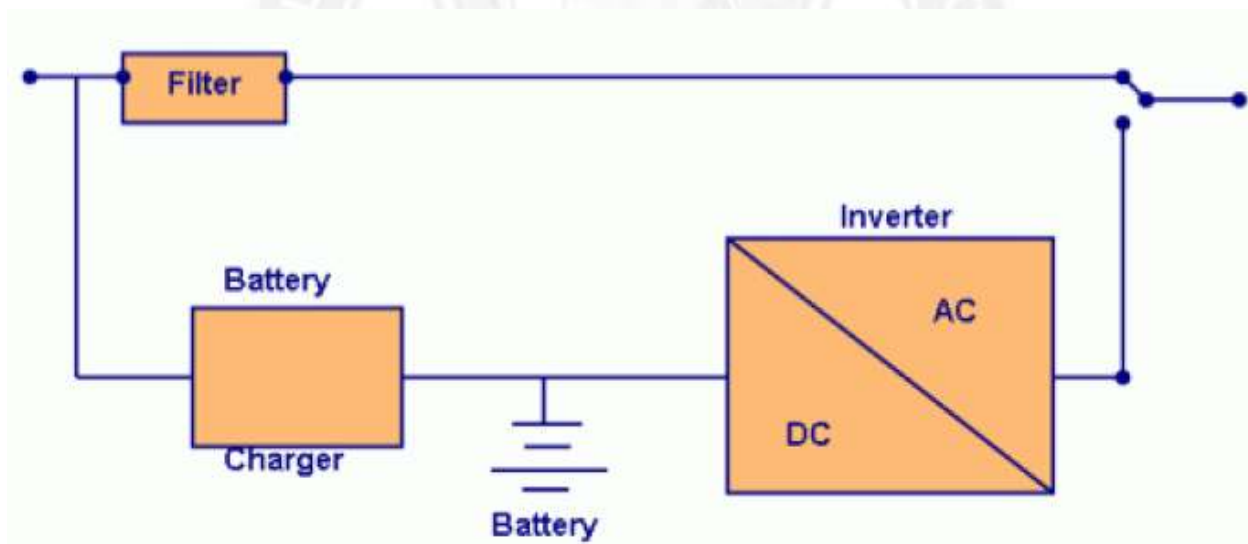 Filter
Inverter
Battery
AC
DC
Charger
Battery